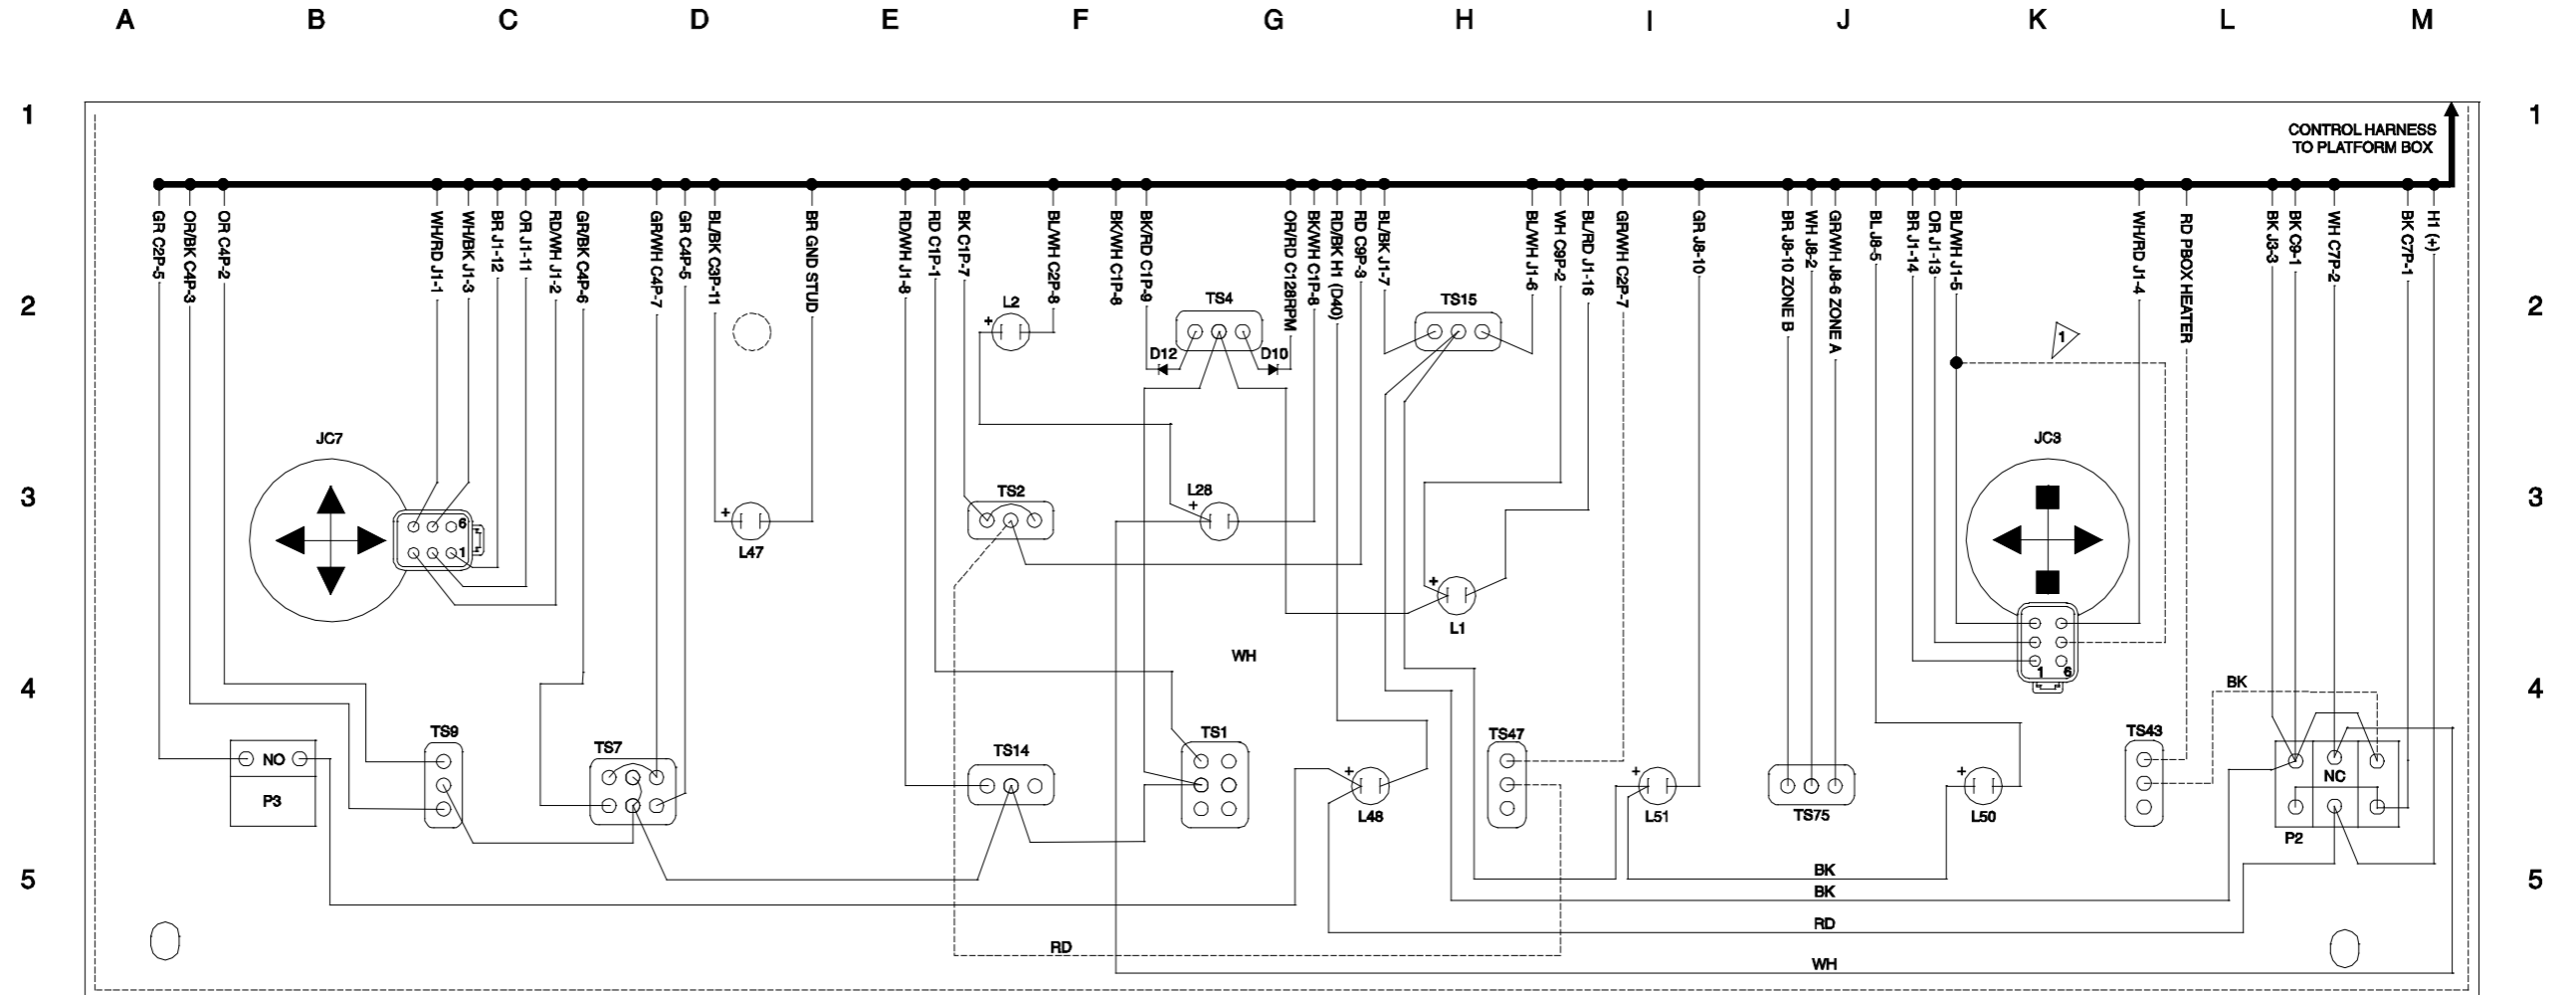 A B C D E F G H I J K L M
1 1
CONTROL HARNESS
TO PLATFORM BOX
GR C2P-5
OR/BK C4P-3
OR C4P-2
WH/RD J1-1
WH/BK J1-3
BR J1-12
OR J1-11
RD/WH J1-2
GR/BK C4P-6
GR/WH C4P-7
GR C4P-5
BL/BK C3P-11
BR GND STUD
RD/WH J1-8
RD C1P-1
BK C1P-7
BL/WH C2P-8
BK/WH C1P-8
BK/RD C1P-9
OR/RD C128RPM
BK/WH C1P-8
RD/BK H1 (D40)
RD C9P-3
BL/BK J1-7
BL/WH J1-6
WH C9P-2
BL/RD J1-16
GR/WH C2P-7
GR J8-10
BR J8-10 ZONE B
WH J8-2
GR/WH J8-6 ZONE A
BL J8-5
BR J1-14
OR J1-13
BL/WH J1-5
WH/RD J1-4
RD PBOX HEATER
BK J3-3
BK C9-1
WH C7P-2
BK C7P-1
H1 (+)
2 2
L2
+
TS4
TS15
D12
D10
1
JC7
JC3
3 3
TS2
L28
+
6
1
+
L47
+
L1
WH
1 6
4 4
BK
TS9
TS7
TS14
TS1
TS47
TS43
NO
P3
+
L48
+
L51
TS75
+
L50
NC
P2
5 5
BK
BK
RD
RD
WH